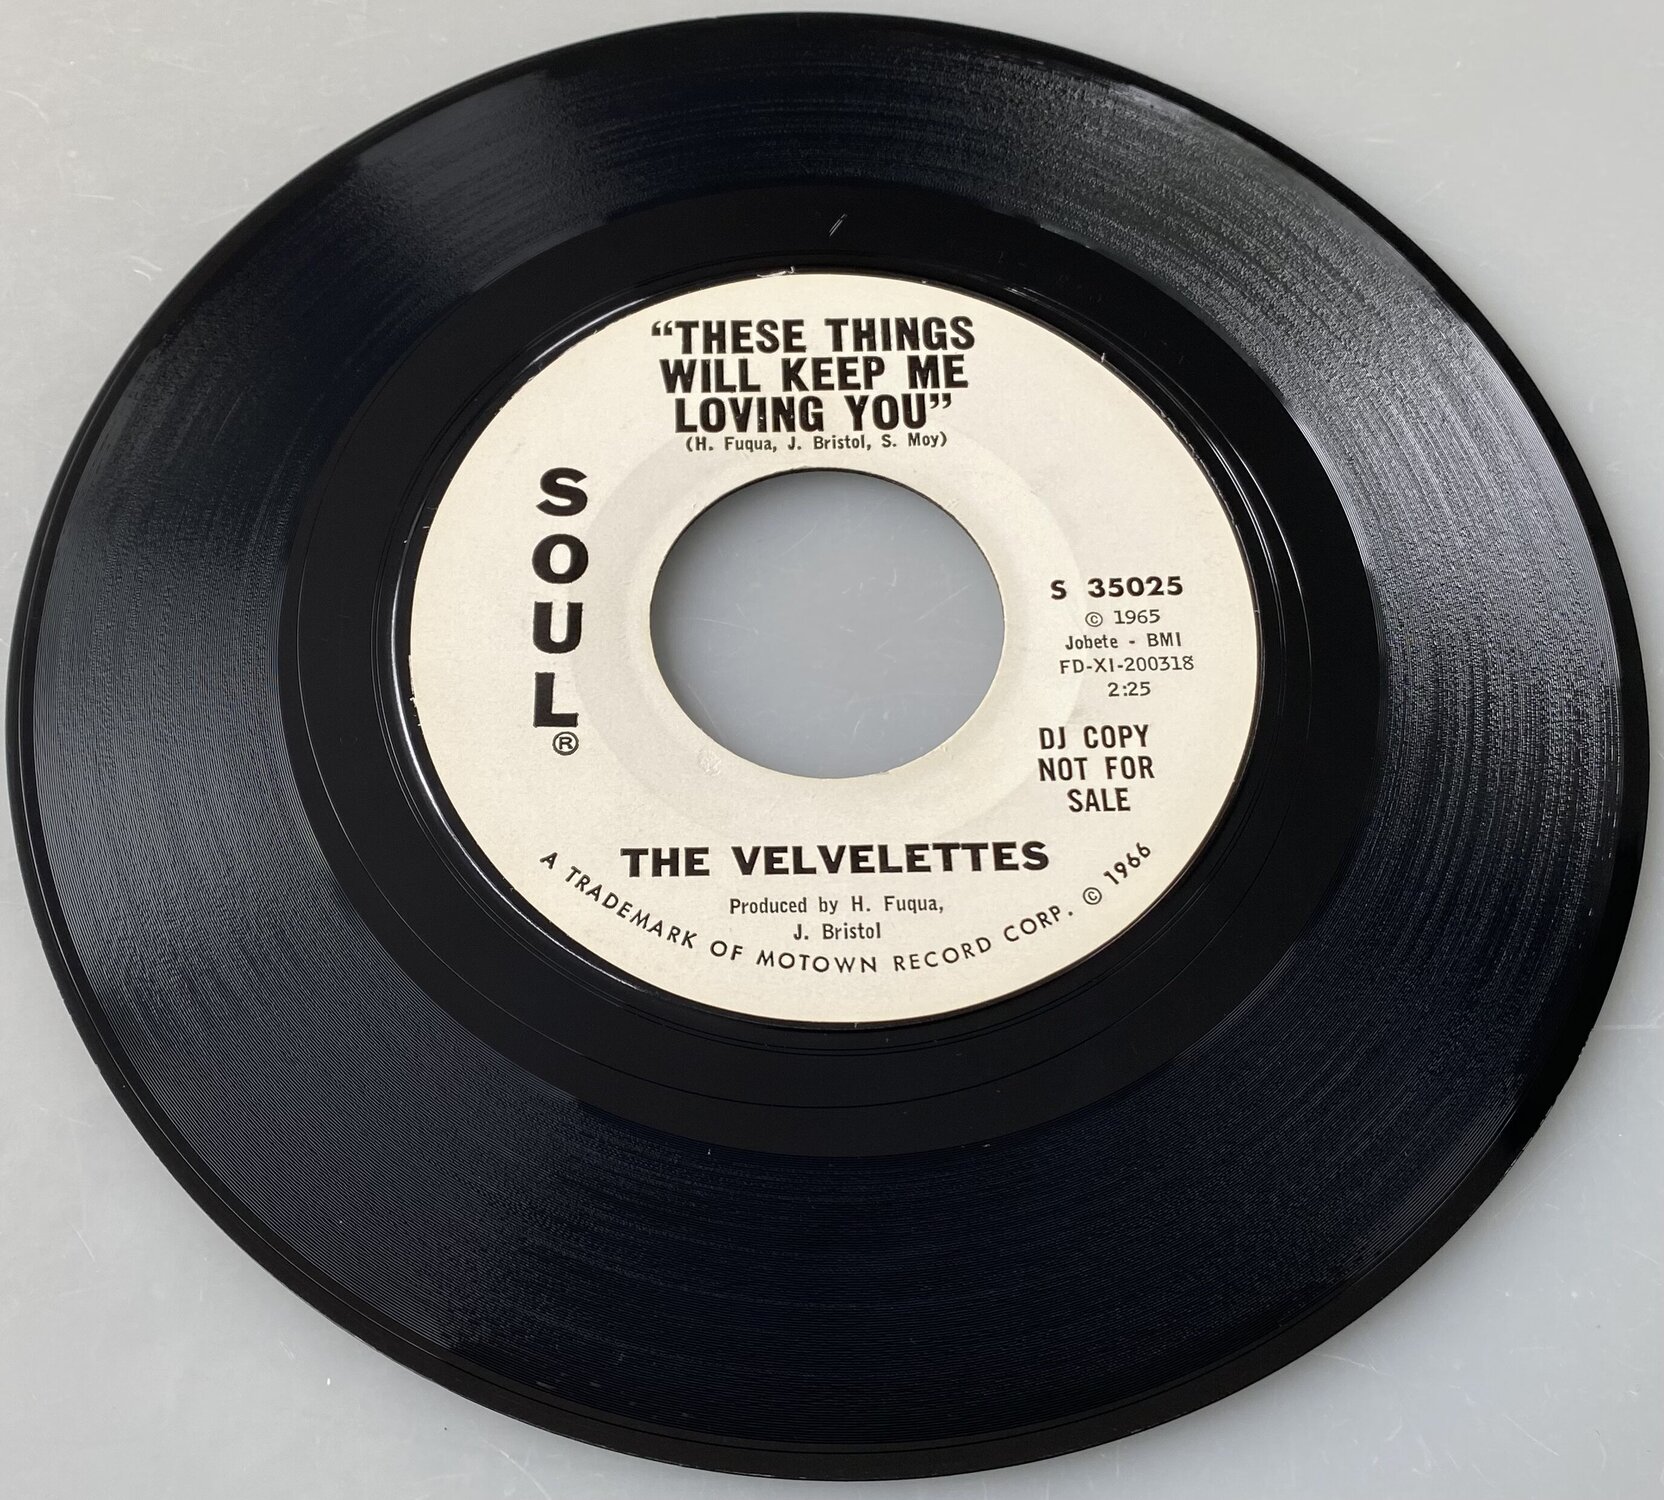 “THESE THINGS
WILL KEEP ME
LOVING YOU”
(H. Fuqua, J. Bristol, S. Moy)
SOUL®
S 35025
© 1965
Jobete - BMI
FD-XI-200318
2:25
DJ COPY
NOT FOR
SALE
THE VELVELETTES
Produced by H. Fuqua,
J. Bristol
A TRADEMARK OF MOTOWN RECORD CORP. © 1966